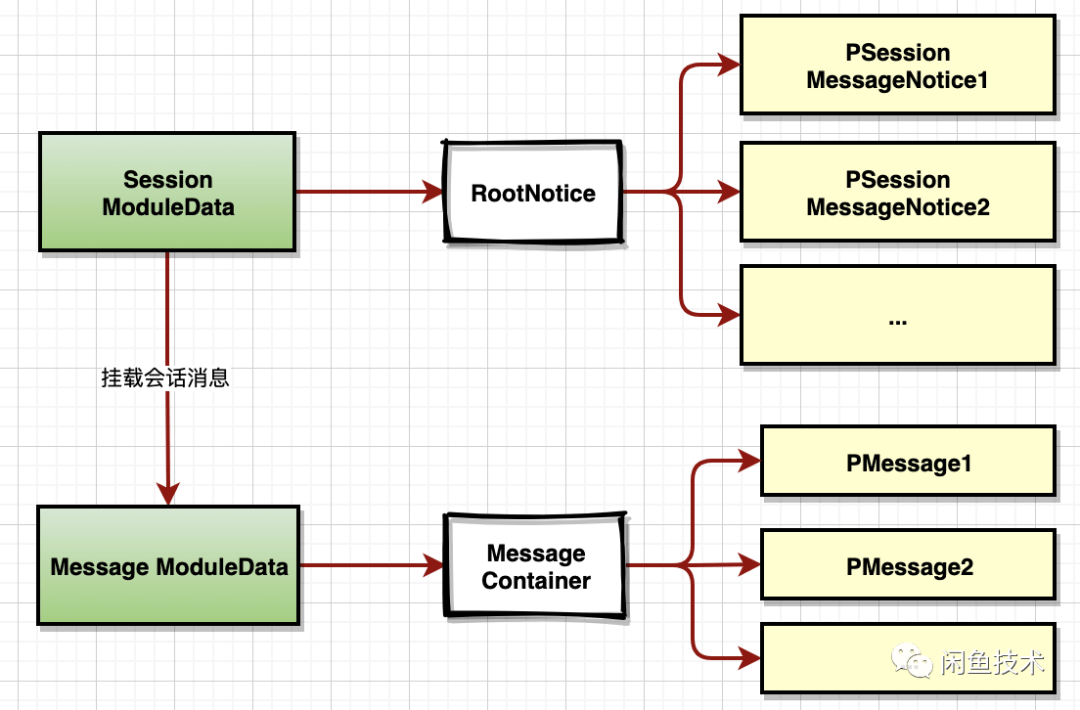 PSession
MessageNotice1
Session
ModuleData
RootNotice
PSession
MessageNotice2
...
挂载会话消息
PMessage1
Message ModuleData
Message
Container
PMessage2
闲鱼技术